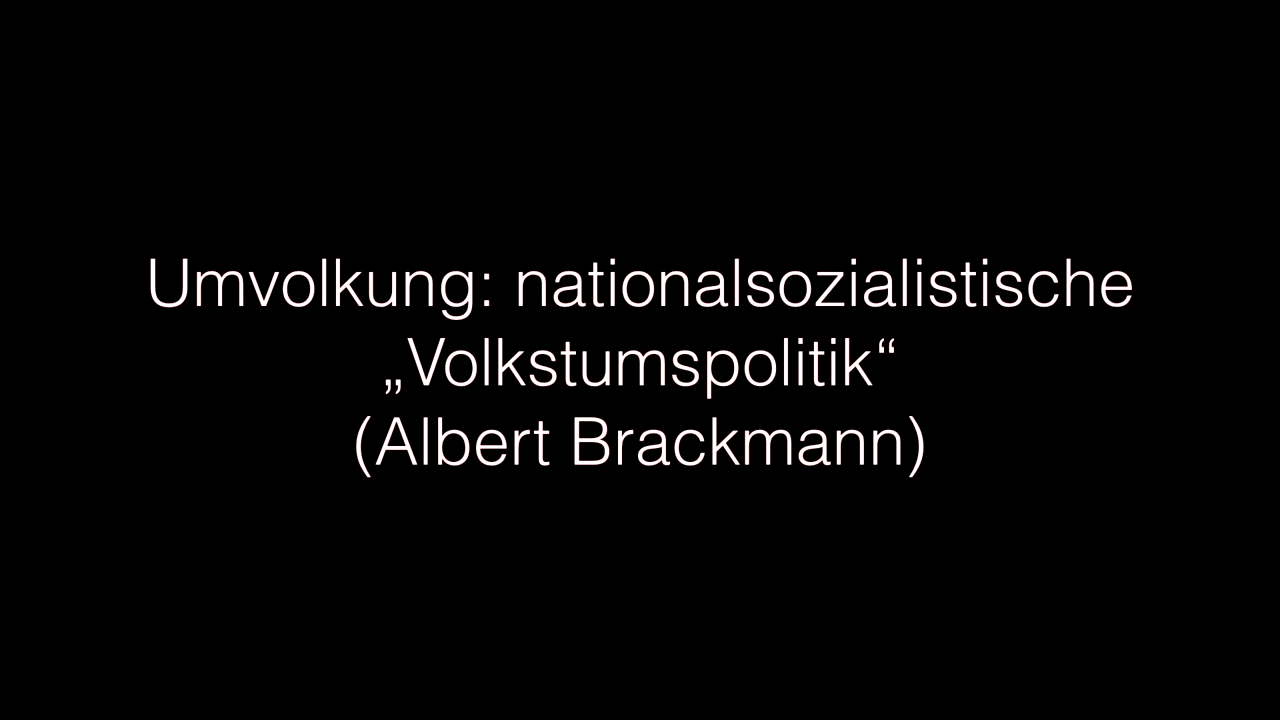 Umvolkung: nationalsozialistische
„Volkstumspolitik“
(Albert Brackmann)